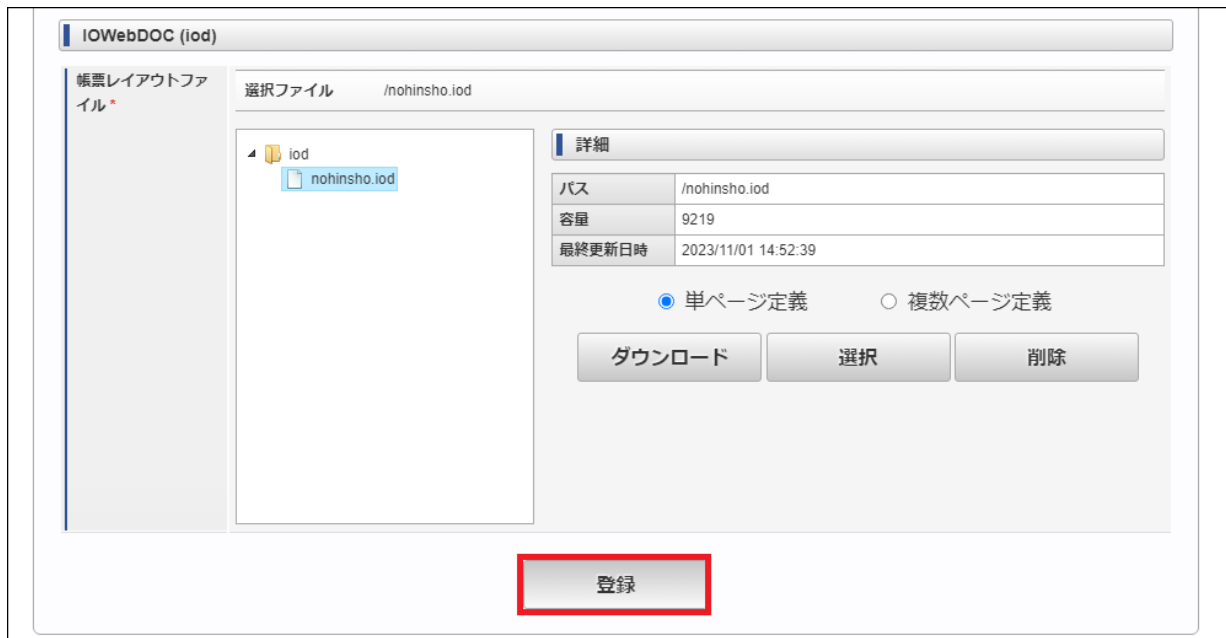 IOWebDOC (iod)
帳票レイアウトファ
イル *
選択ファイル /nohinsho.iod
iod
nohinsho.iod
詳細
パス /nohinsho.iod
容量 9219
最終更新日時 2023/11/01 14:52:39
単ページ定義 複数ページ定義
ダウンロード 選択 削除
登録